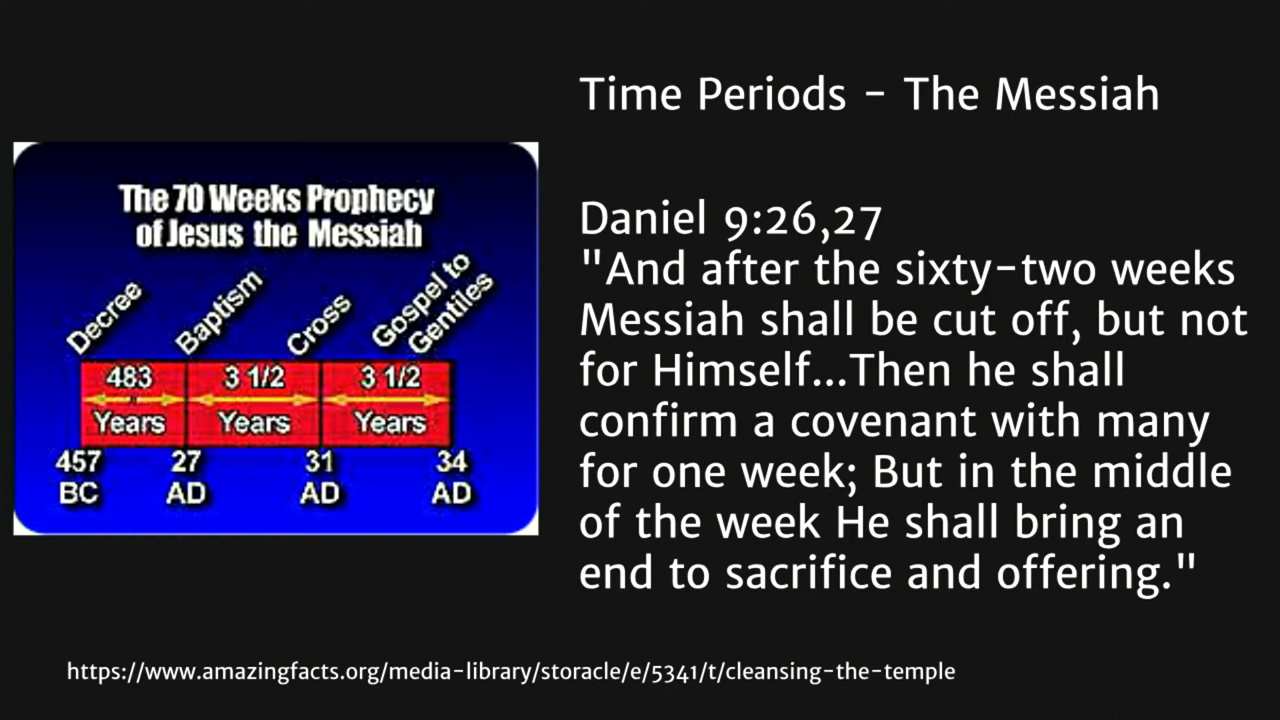 Time Periods - The Messiah
The 70 Weeks Prophecy
of Jesus the Messiah
Decree
Baptism
Cross
Gospel to
Gentiles
483
Years
3 1/2
Years
3 1/2
Years
457
BC
27
AD
31
AD
34
AD
Daniel 9:26,27
"And after the sixty-two weeks
Messiah shall be cut off, but not
for Himself...Then he shall
confirm a covenant with many
for one week; But in the middle
of the week He shall bring an
end to sacrifice and offering."
https://www.amazingfacts.org/media-library/storacle/e/5341/t/cleansing-the-temple